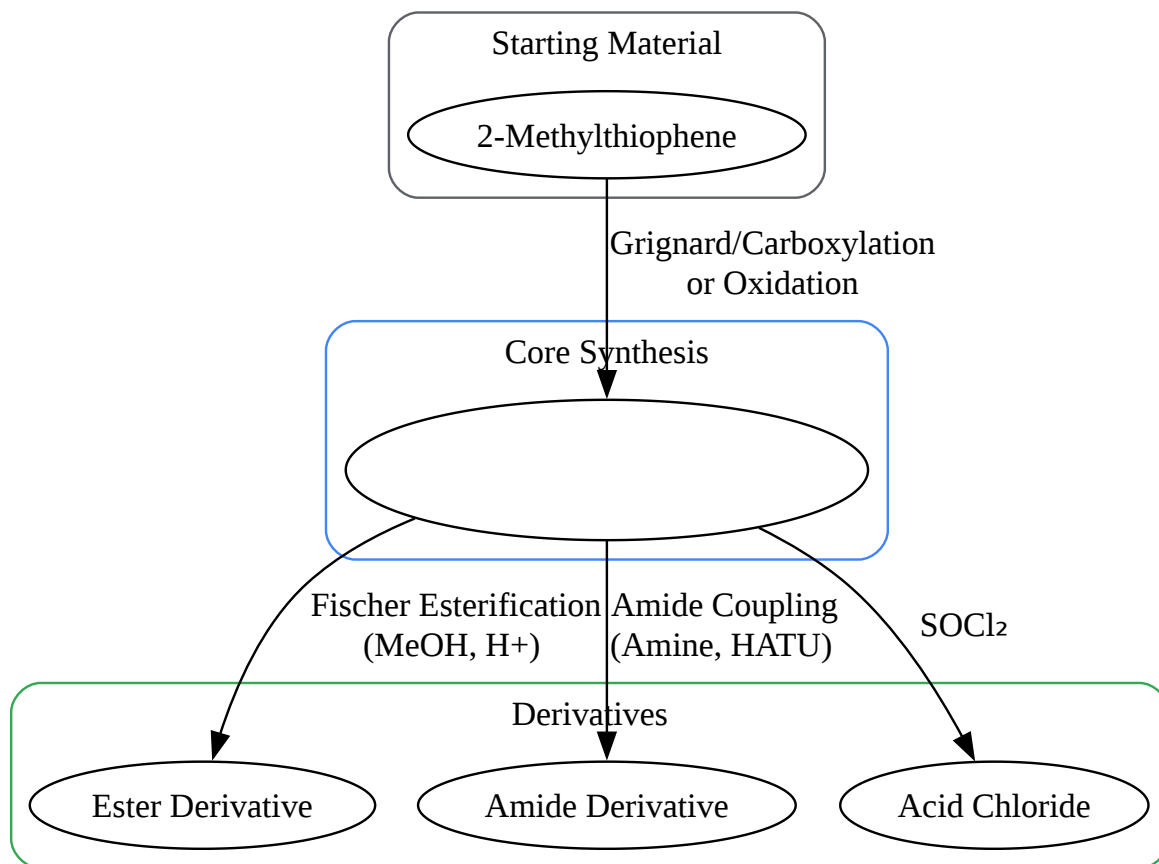 Starting Material
2-Methylthiophene
Grignard/Carboxylation
or Oxidation
Core Synthesis
Fischer Esterification
(MeOH, H+)
Amide Coupling
(Amine, HATU)
SOCl₂
Derivatives
Ester Derivative
Amide Derivative
Acid Chloride